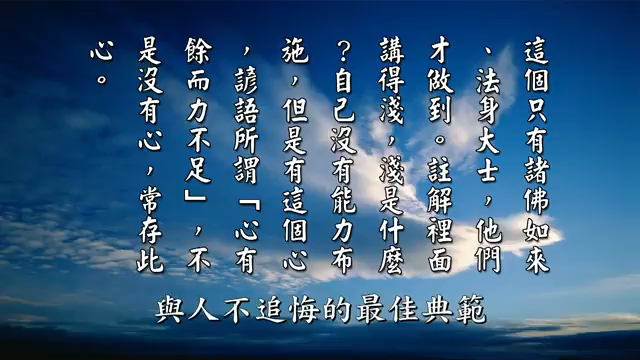 這個只有諸佛如來
、法身大士，他們
才做到。註解裡面
講得淺，淺是什麼
？自己沒有能力布
施，但是有這個心
，諺語所謂「心有
餘而力不足」，不
是沒有心，常存此
心。
與人不追悔的最佳典範